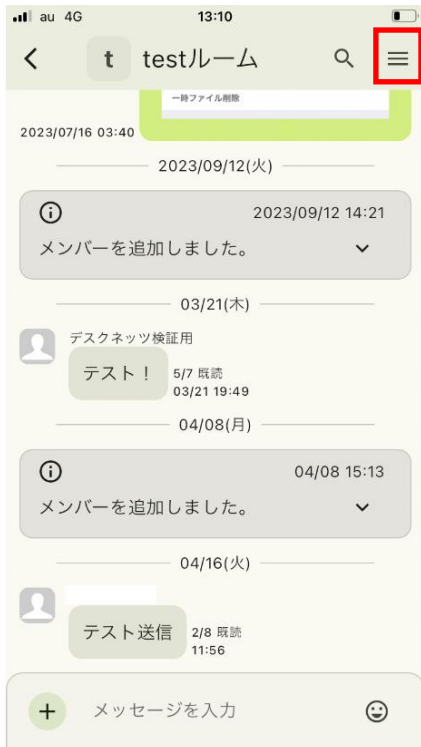 au 4G 13:10
t testルーム
一時ファイル削除
2023/07/16 03:40
2023/09/12(火)
2023/09/12 14:21
メンバーを追加しました。
03/21(木)
デスクネッツ検証用
テスト！ 5/7 既読
03/21 19:49
04/08(月)
04/08 15:13
メンバーを追加しました。
04/16(火)
テスト送信 2/8 既読
11:56
メッセージを入力